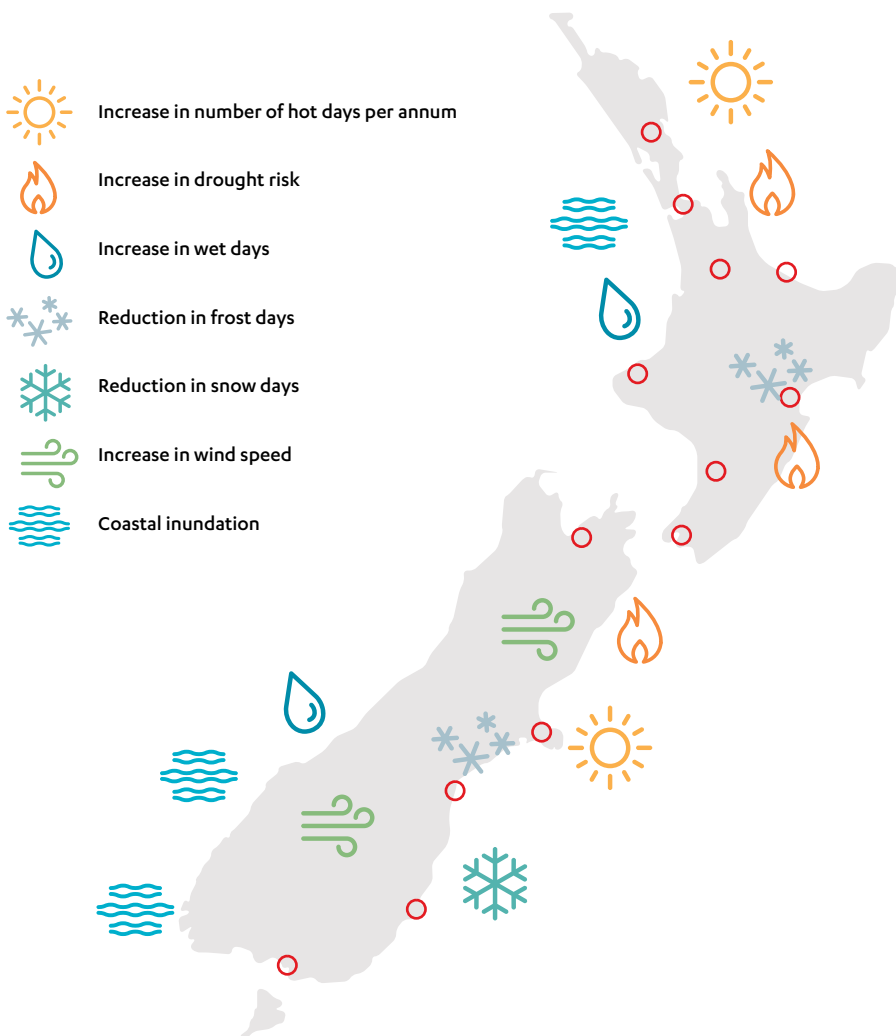 Increase in number of hot days per annum
Increase in drought risk
Increase in wet days
Reduction in frost days
Reduction in snow days
Increase in wind speed
Coastal inundation